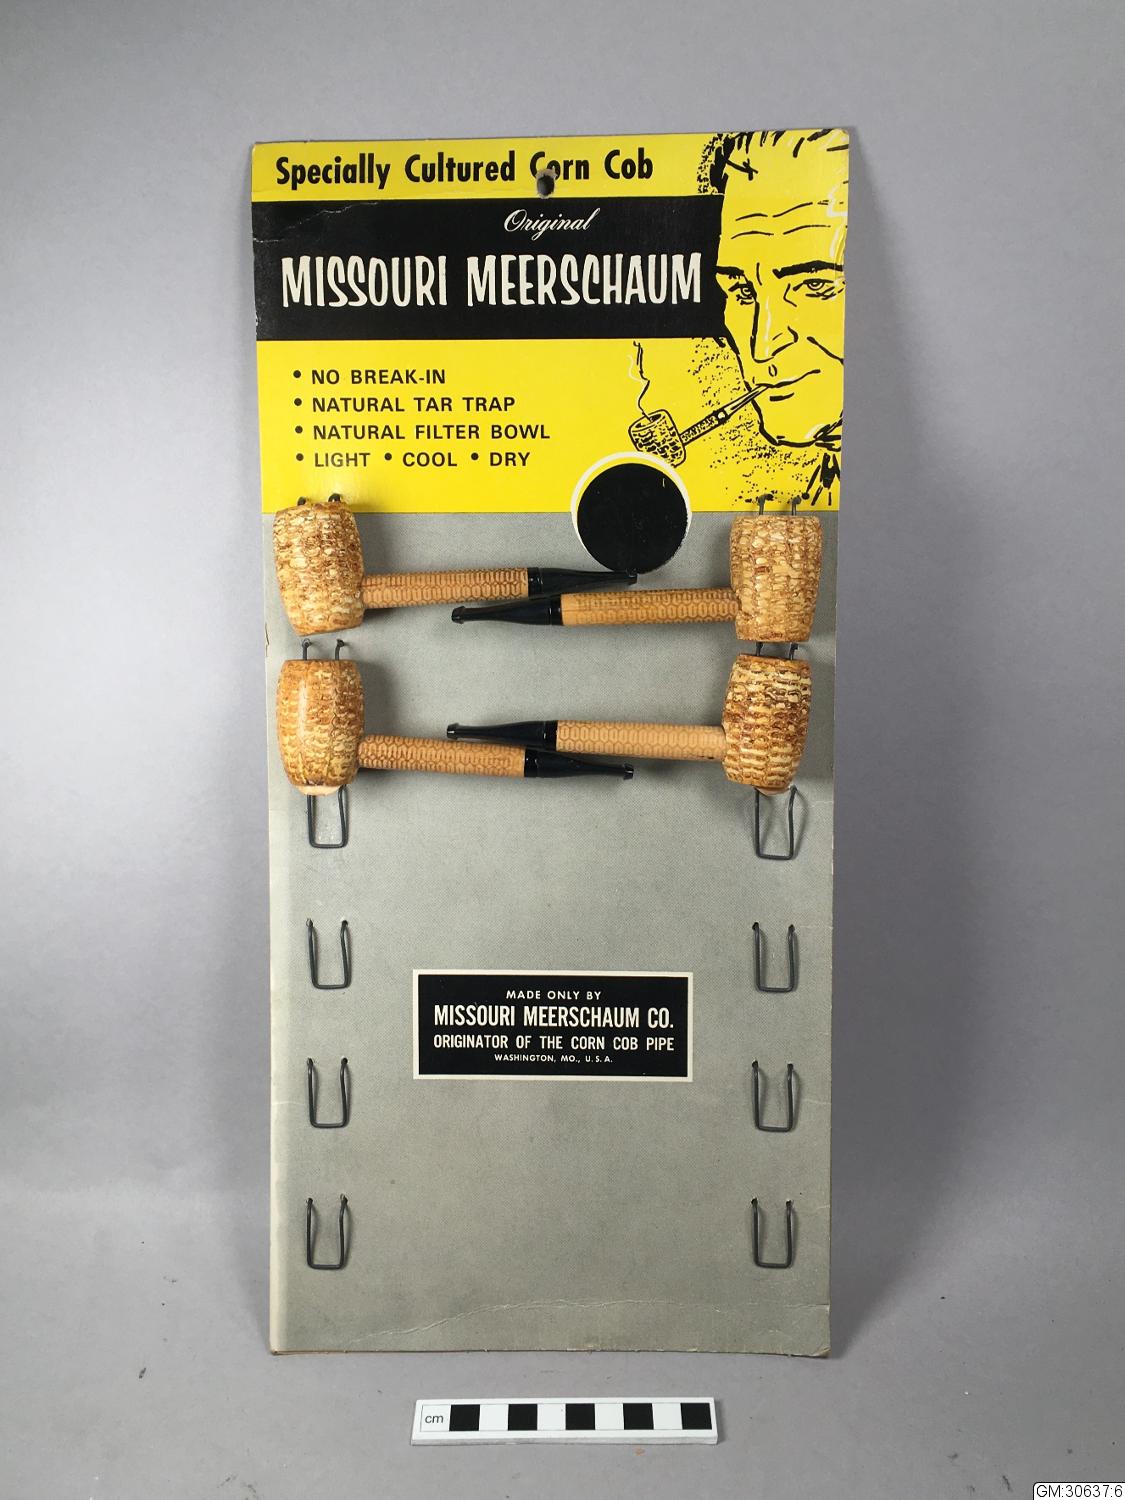 Specially Cultured Corn Cob
Original
MISSOURI MEERSCHAUM
• NO BREAK-IN
• NATURAL TAR TRAP
• NATURAL FILTER BOWL
• LIGHT • COOL • DRY
MADE ONLY BY
MISSOURI MEERSCHAUM CO.
ORIGINATOR OF THE CORN COB PIPE
WASHINGTON, MO., U.S.A.
cm
GM:30637:6